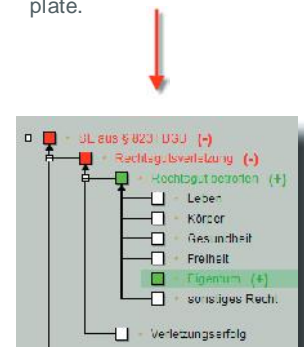 plate.
SE aus § 823 I BGB (-)
Rechtsgutsverletzung (-)
Rechtsgut betroffen (+)
Leben
Körper
Gesundheit
Freiheit
Eigentum (+)
sonstiges Recht
Verletzungserfolg